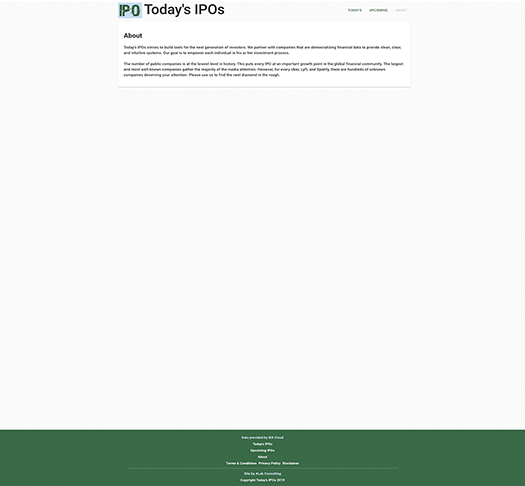 IPO Today's IPOs
TODAY'S UPCOMING ABOUT
About
Today's IPOs strives to build tools for the next generation of investors. We partner with companies that are democratizing financial data to provide clean, clear,
and intuitive systems. Our goal is to empower each individual in his or her investment process.
The number of public companies is at the lowest level in history. This puts every IPO at an important growth point in the global financial community. The largest
and most well known companies gather the majority of the media attention. However, for every Uber, Lyft, and Spotify, there are hundreds of unknown
companies deserving your attention. Please use us to find the next diamond in the rough.
Data provided by IEX Cloud
Today's IPOs
Upcoming IPOs
About
Terms & Conditions Privacy Policy Disclaimer
Site by ALab Consulting
Copyright Today's IPOs 2019